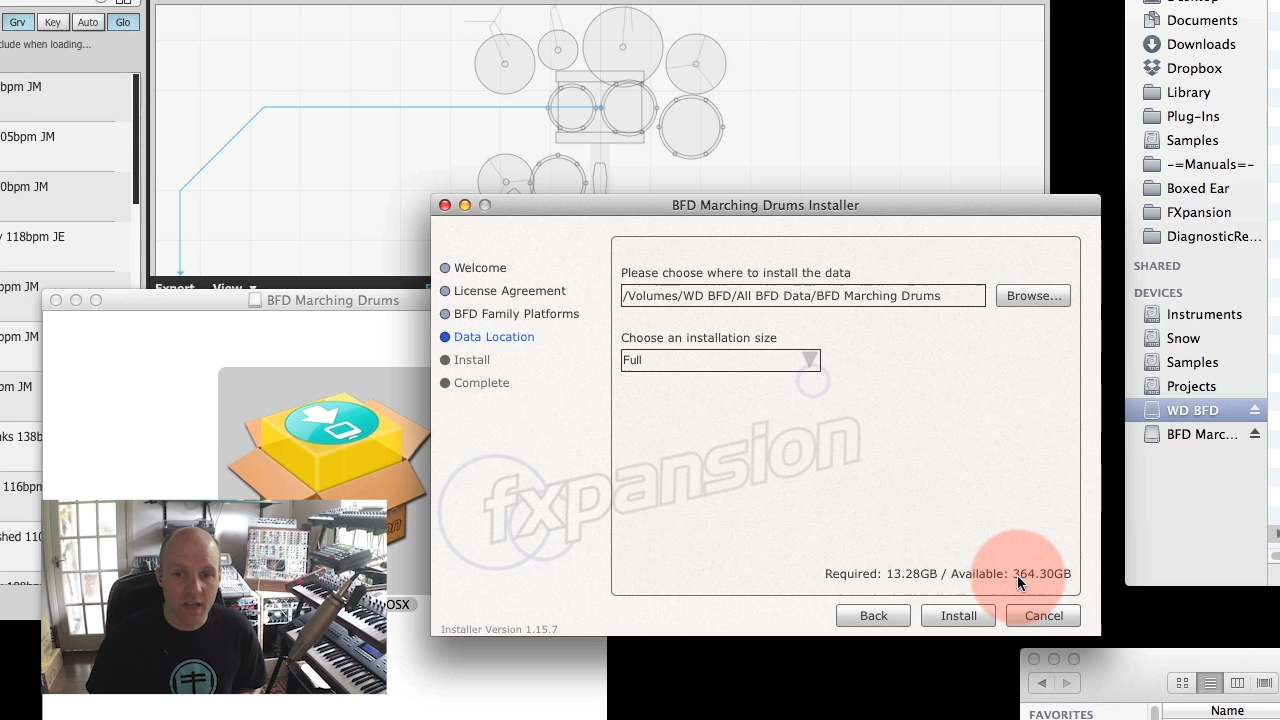 Grv Key Auto Glo
clude when loading...
bpm JM
05bpm JM
0bpm JM
118bpm JE
pm JM
pm JM
om JM
nks 138b
116bpm
shed 110
Export View
BFD Marching Drums
OSX
BFD Marching Drums Installer
Welcome
License Agreement
BFD Family Platforms
Data Location
Install
Complete
Please choose where to install the data
/Volumes/WD BFD/All BFD Data/BFD Marching Drums
Browse...
Choose an installation size
Full
fxpansion
Required: 13.28GB / Available: 364.30GB
Back Install Cancel
Installer Version 1.15.7
Documents
Downloads
Dropbox
Library
Plug-Ins
Samples
-=Manuals=-
Boxed Ear
FXpansion
DiagnosticRe...
SHARED
DEVICES
Instruments
Snow
Samples
Projects
WD BFD
BFD Marc...
FAVORITES
Name